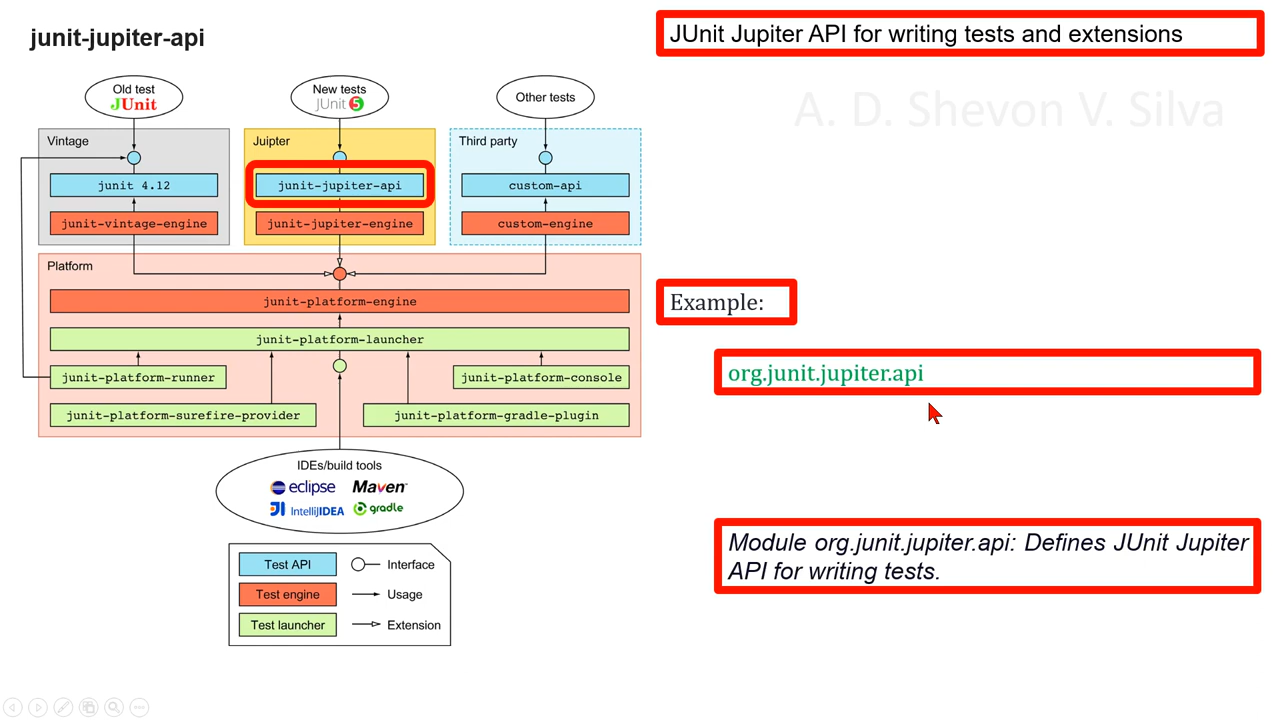 junit-jupiter-api
JUnit Jupiter API for writing tests and extensions
A. D. Shevon V. Silva
Old test
JUnit
New tests
JUnit 5
Other tests
Vintage
Juipter
Third party
junit 4.12
junit-jupiter-api
custom-api
junit-vintage-engine
junit-jupiter-engine
custom-engine
Platform
junit-platform-engine
junit-platform-launcher
junit-platform-runner
junit-platform-console
junit-platform-surefire-provider
junit-platform-gradle-plugin
IDEs/build tools
eclipse
Maven
IntelliJIDEA
gradle
Test API
Interface
Test engine
Usage
Test launcher
Extension
Example:
org.junit.jupiter.api
Module org.junit.jupiter.api: Defines JUnit Jupiter
API for writing tests.